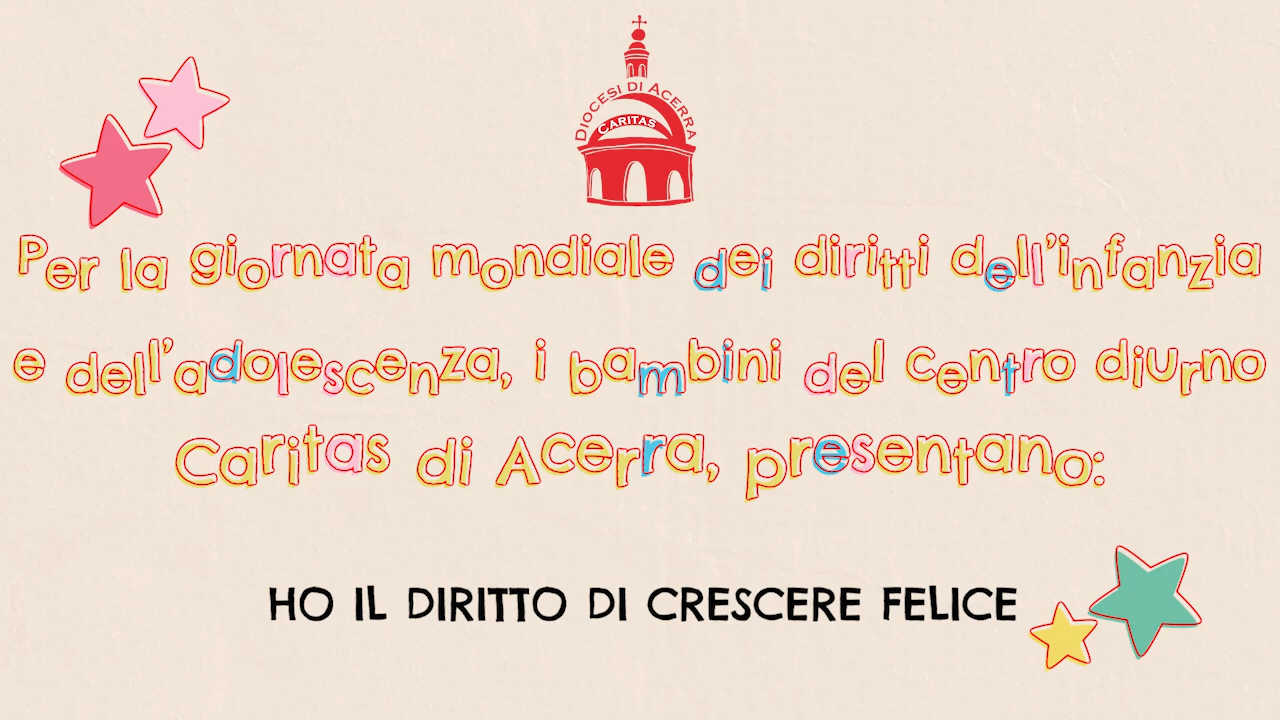 DIOCESI DI ACERRA
CARITAS
Per la giornata mondiale dei diritti dell'infanzia
e dell'adolescenza, i bambini del centro diurno
Caritas di Acerra, presentano:
HO IL DIRITTO DI CRESCERE FELICE